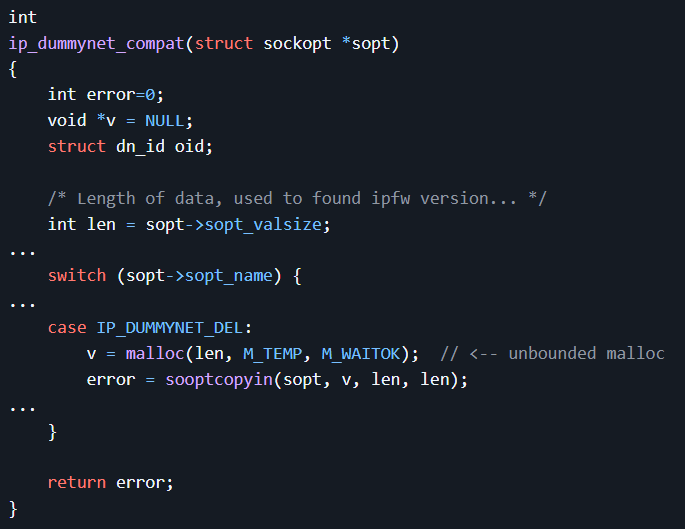 int
ip_dummynet_compat(struct sockopt *sopt)
{
    int error=0;
    void *v = NULL;
    struct dn_id oid;

    /* Length of data, used to found ipfw version... */
    int len = sopt->sopt_valsize;
...
    switch (sopt->sopt_name) {
...
    case IP_DUMMYNET_DEL:
        v = malloc(len, M_TEMP, M_WAITOK);  // <-- unbounded malloc
        error = sooptcopyin(sopt, v, len, len);
...
    }

    return error;
}